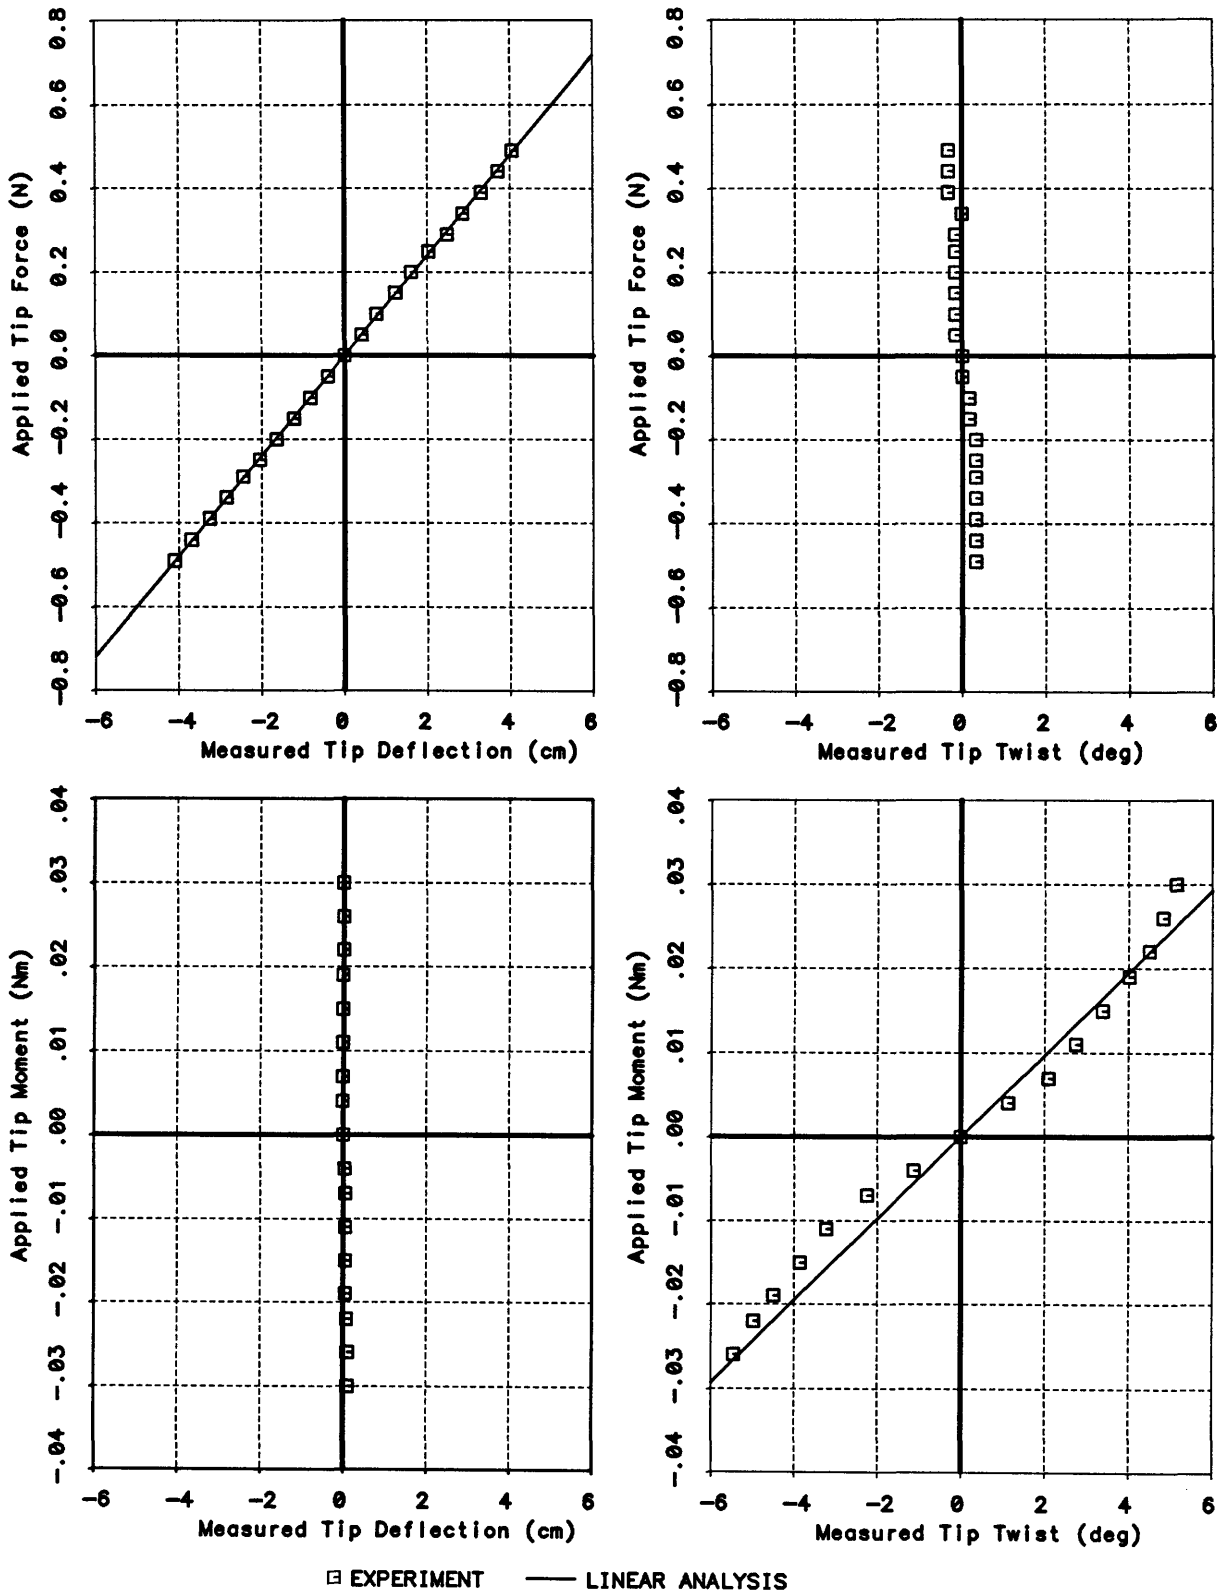 0.8
0.6
0.4
0.2
0.0
-0.2
-0.4
-0.6
-0.8
Applied Tip Force (N)
-6 -4 -2 0 2 4 6
Measured Tip Deflection (cm)
0.8
0.6
0.4
0.2
0.0
-0.2
-0.4
-0.6
-0.8
Applied Tip Force (N)
-6 -4 -2 0 2 4 6
Measured Tip Twist (deg)
.04
.03
.02
.01
.00
-.01
-.02
-.03
-.04
Applied Tip Moment (Nm)
-6 -4 -2 0 2 4 6
Measured Tip Deflection (cm)
.04
.03
.02
.01
.00
-.01
-.02
-.03
-.04
Applied Tip Moment (Nm)
-6 -4 -2 0 2 4 6
Measured Tip Twist (deg)
EXPERIMENT LINEAR ANALYSIS